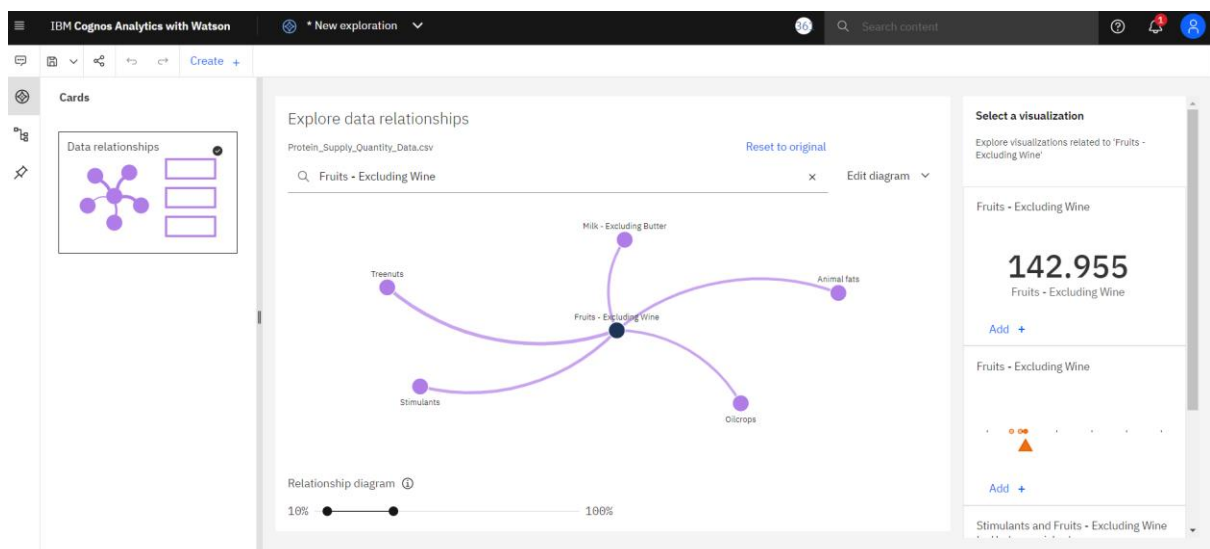 IBM Cognos Analytics with Watson
* New exploration
Search content
1
Create +
Cards
Data relationships
Explore data relationships
Protein_Supply_Quantity_Data.csv
Reset to original
Fruits - Excluding Wine
Edit diagram
Milk - Excluding Butter
Treenuts
Animal fats
Fruits - Excluding Wine
Stimulants
Oilcrops
Relationship diagram
10%
100%
Select a visualization
Explore visualizations related to 'Fruits -
Excluding Wine'
Fruits - Excluding Wine
142.955
Fruits - Excluding Wine
Add +
Fruits - Excluding Wine
Add +
Stimulants and Fruits - Excluding Wine